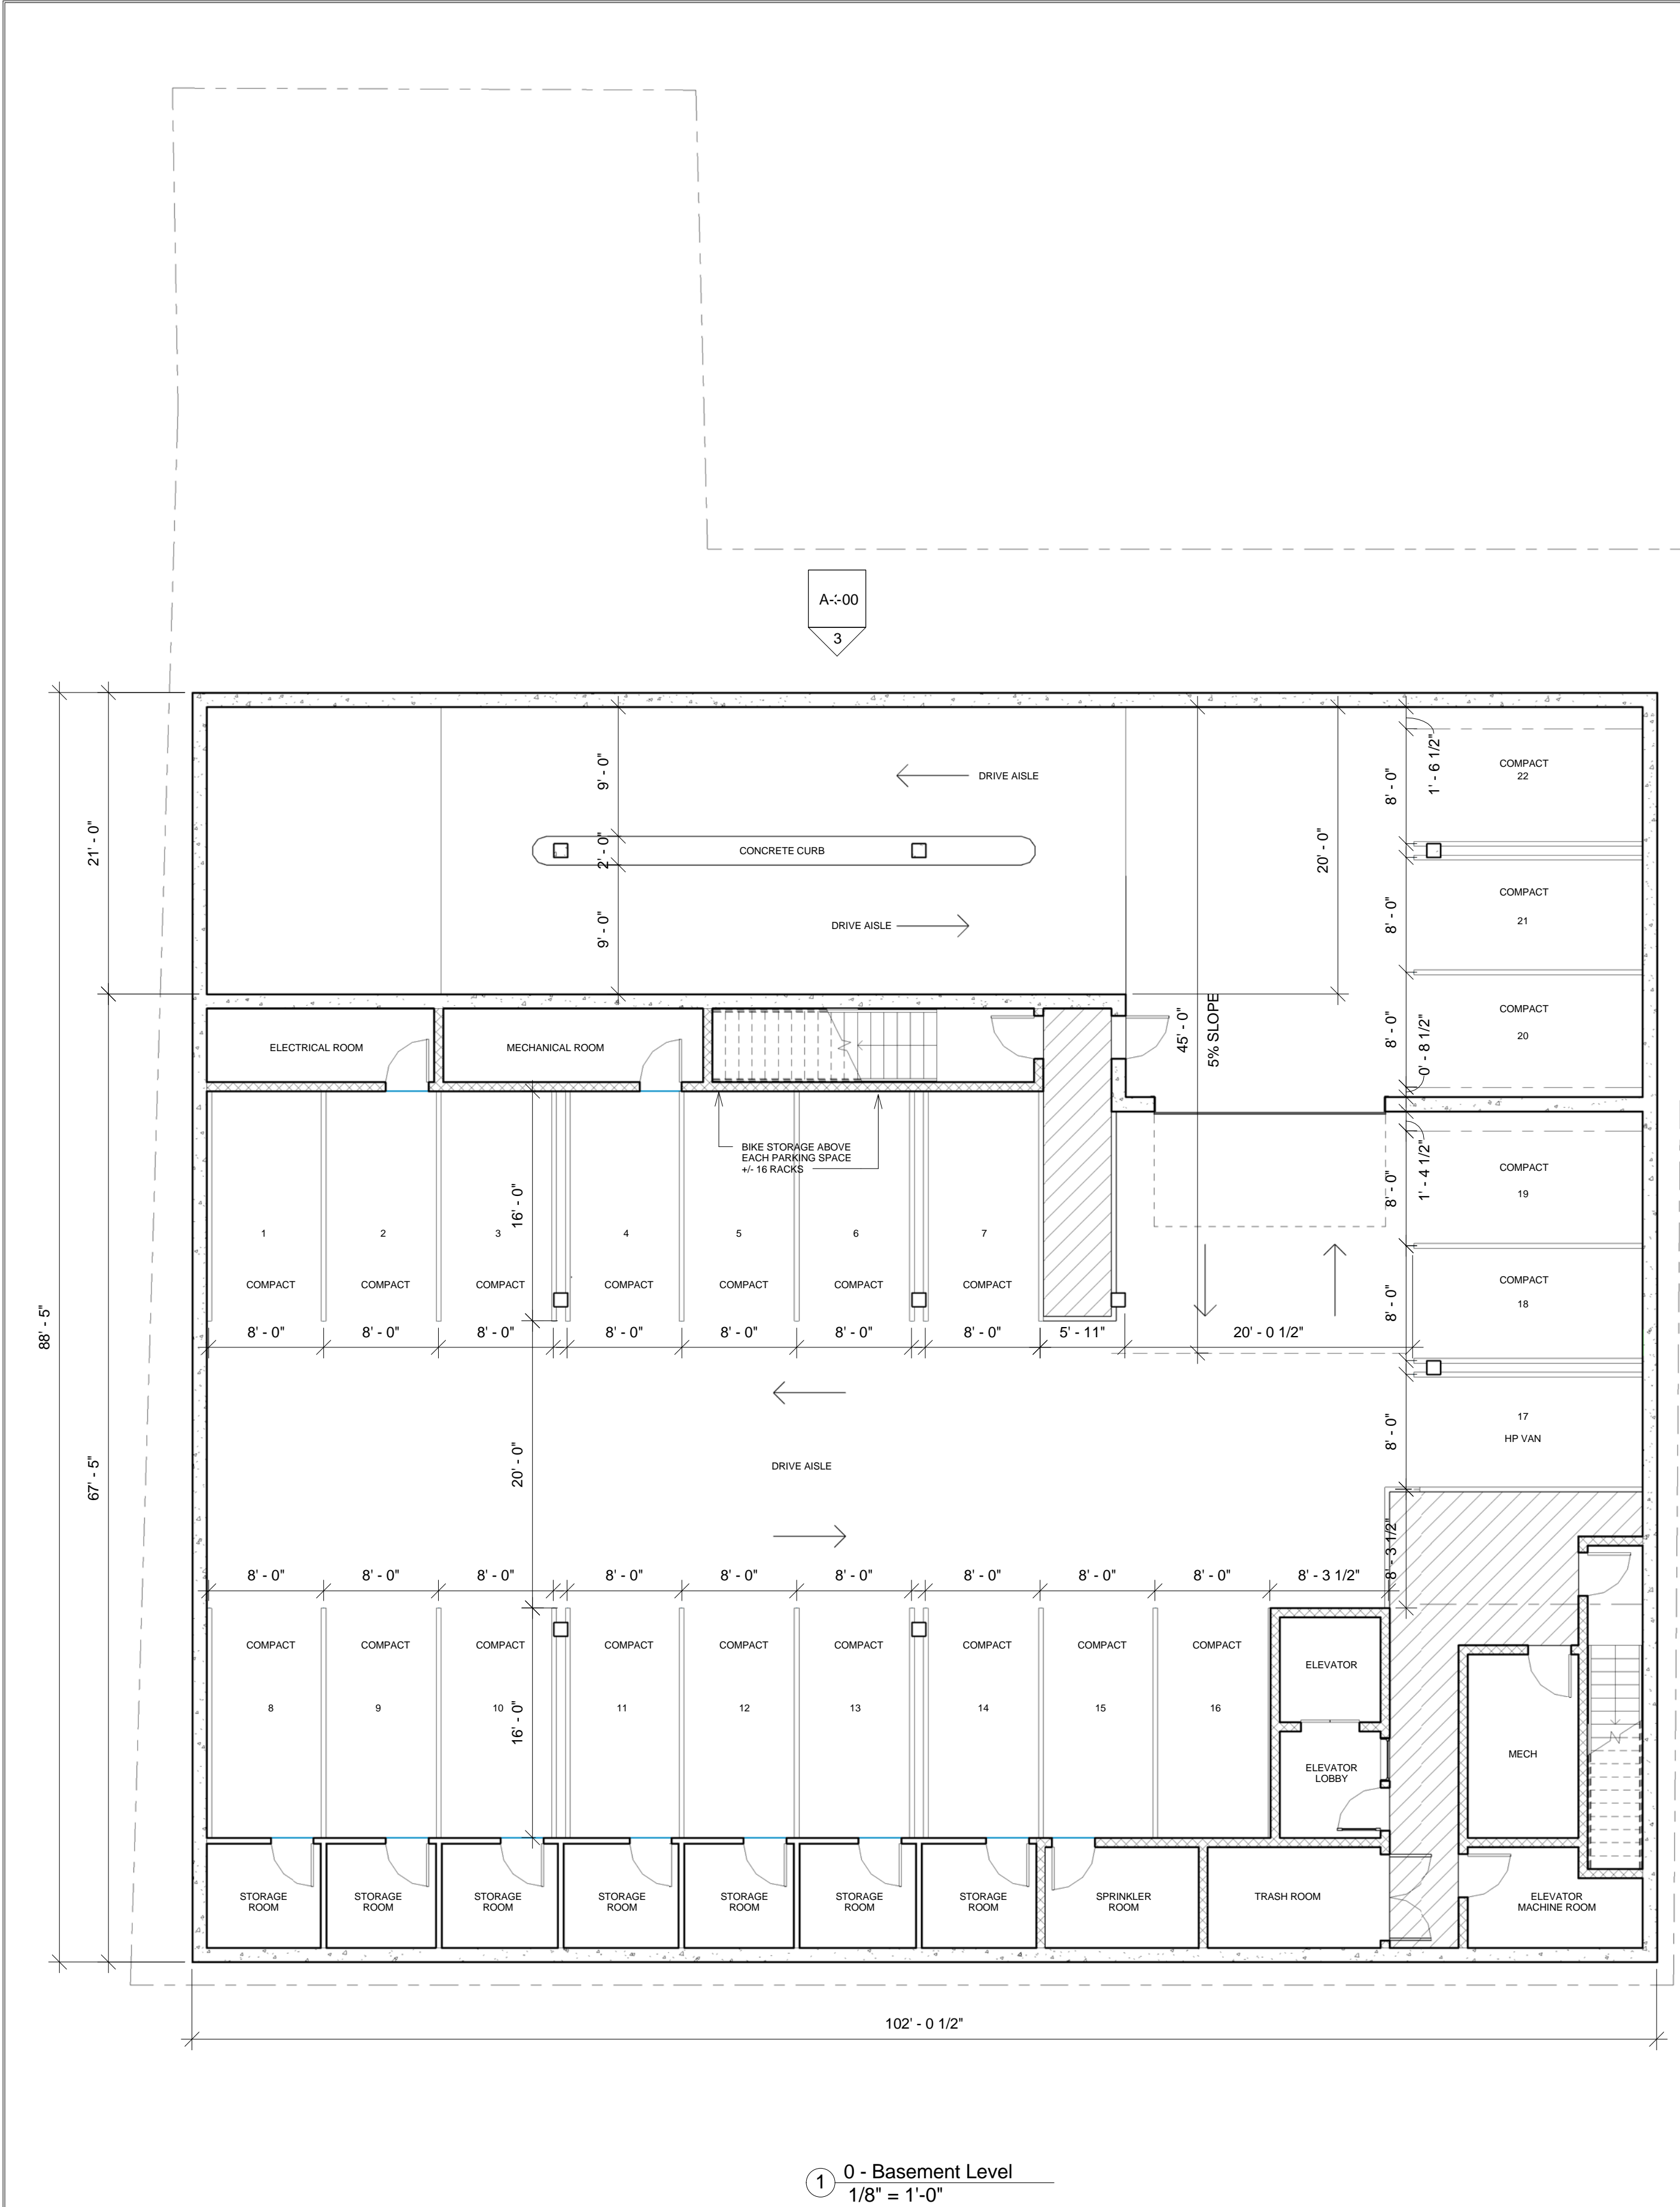 A-:-00
3
DRIVE AISLE
CONCRETE CURB
DRIVE AISLE
9' - 0"
2' - 0"
9' - 0"
21' - 0"
88' - 5"
67' - 5"
45' - 0"
5% SLOPE
20' - 0"
8' - 0"
1' - 6 1/2"
COMPACT
22
8' - 0"
COMPACT
21
8' - 0"
0' - 8 1/2"
COMPACT
20
8' - 0"
1' - 4 1/2"
COMPACT
19
8' - 0"
COMPACT
18
8' - 0"
17
HP VAN
8' - 3 1/2"
ELECTRICAL ROOM
MECHANICAL ROOM
BIKE STORAGE ABOVE
EACH PARKING SPACE
+/- 16 RACKS
16' - 0"
1
2
3
4
5
6
7
COMPACT
COMPACT
COMPACT
COMPACT
COMPACT
COMPACT
COMPACT
8' - 0"
8' - 0"
8' - 0"
8' - 0"
8' - 0"
8' - 0"
8' - 0"
5' - 11"
20' - 0 1/2"
20' - 0"
DRIVE AISLE
8' - 0"
8' - 0"
8' - 0"
8' - 0"
8' - 0"
8' - 0"
8' - 0"
8' - 0"
8' - 0"
8' - 3 1/2"
COMPACT
COMPACT
COMPACT
COMPACT
COMPACT
COMPACT
COMPACT
COMPACT
COMPACT
8
9
10
11
12
13
14
15
16
16' - 0"
ELEVATOR
ELEVATOR
LOBBY
MECH
STORAGE
ROOM
STORAGE
ROOM
STORAGE
ROOM
STORAGE
ROOM
STORAGE
ROOM
STORAGE
ROOM
STORAGE
ROOM
SPRINKLER
ROOM
TRASH ROOM
ELEVATOR
MACHINE ROOM
102' - 0 1/2"
1
0 - Basement Level
1/8" = 1'-0"